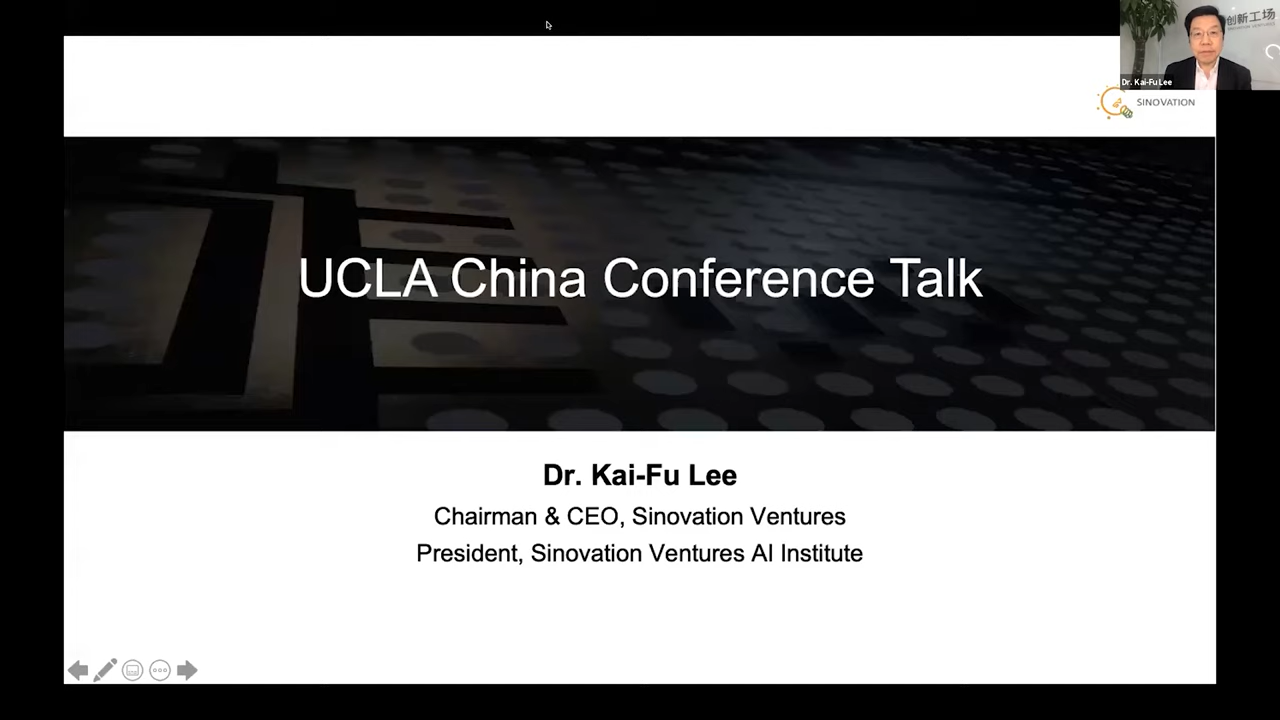 创新工场
Dr. Kai-Fu Lee
SINOVATION
UCLA China Conference Talk
Dr. Kai-Fu Lee
Chairman & CEO, Sinovation Ventures
President, Sinovation Ventures AI Institute